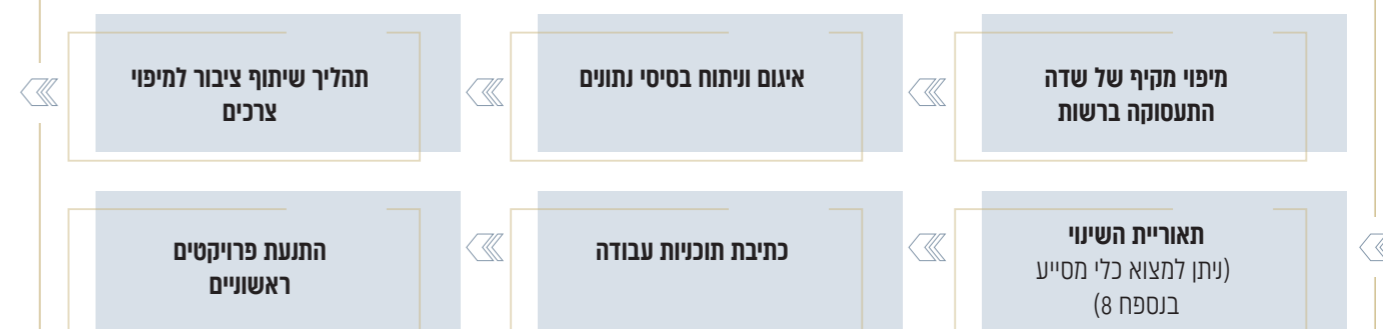 מיפוי מקיף של שדה
התעסוקה ברשות
איגום וניתוח בסיסי נתונים
תהליך שיתוף ציבור למיפוי
צרכים
תאוריית השינוי
(ניתן למצוא כלי מסייע
בנספח 8)
כתיבת תוכניות עבודה
התנעת פרויקטים
ראשוניים